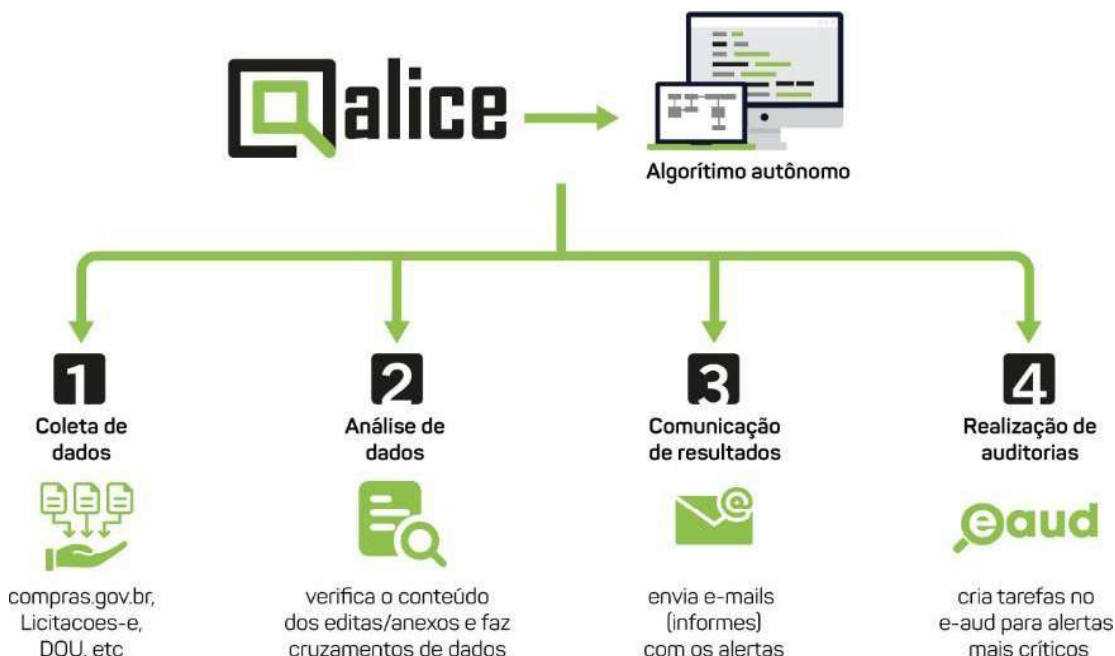 alice
Algorítimo autônomo
1
Coleta de
dados
compras.gov.br,
Licitacoes-e,
DOU, etc
2
Análise de
dados
verifica o conteúdo
dos editas/anexos e faz
cruzamentos de dados
3
Comunicação
de resultados
@
envia e-mails
(informes)
com os alertas
4
Realização de
auditorias
eaud
cria tarefas no
e-aud para alertas
mais críticos